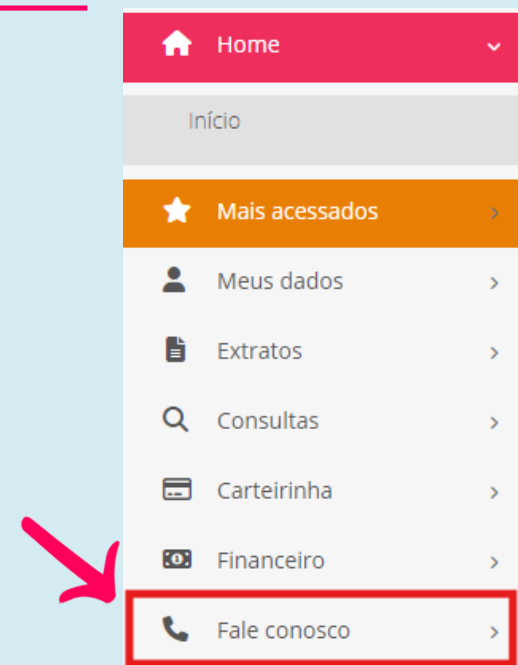 Home
Início
Mais acessados
Meus dados
Extratos
Consultas
Carteirinha
Financeiro
Fale conosco